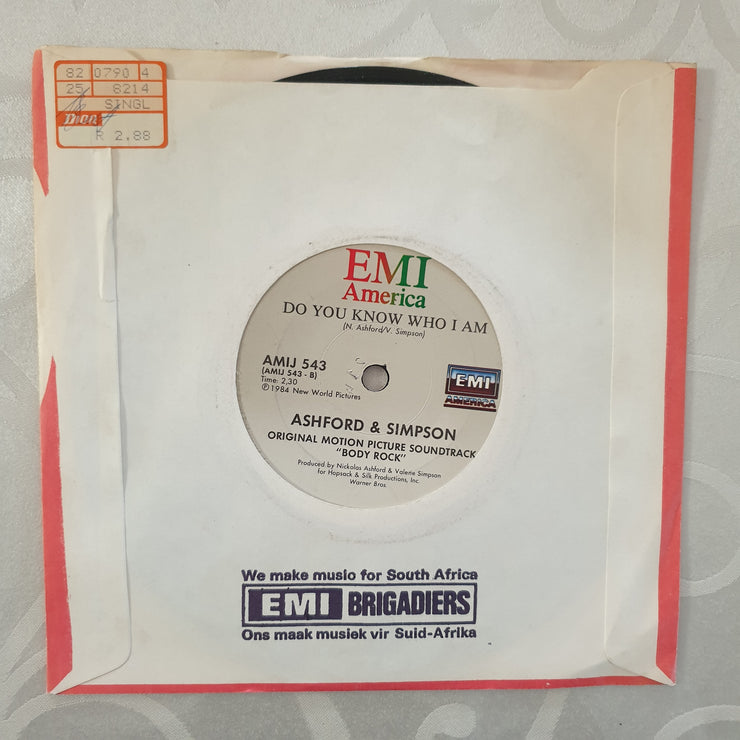 82 0790 4
25 6214
SINGL
R 2.88
EMI
America
DO YOU KNOW WHO I AM
(N. Ashford/V. Simpson)
AMIJ 543
(AMIJ 543 - B)
Time: 2,30
℗1984 New World Pictures
EMI
AMERICA
ASHFORD & SIMPSON
ORIGINAL MOTION PICTURE SOUNDTRACK
"BODY ROCK"
Produced by Nickolas Ashford & Valerie Simpson
for Hopsack & Silk Productions, Inc.
Warner Bros.
We make music for South Africa
EMI BRIGADIERS
Ons maak musiek vir Suid-Afrika